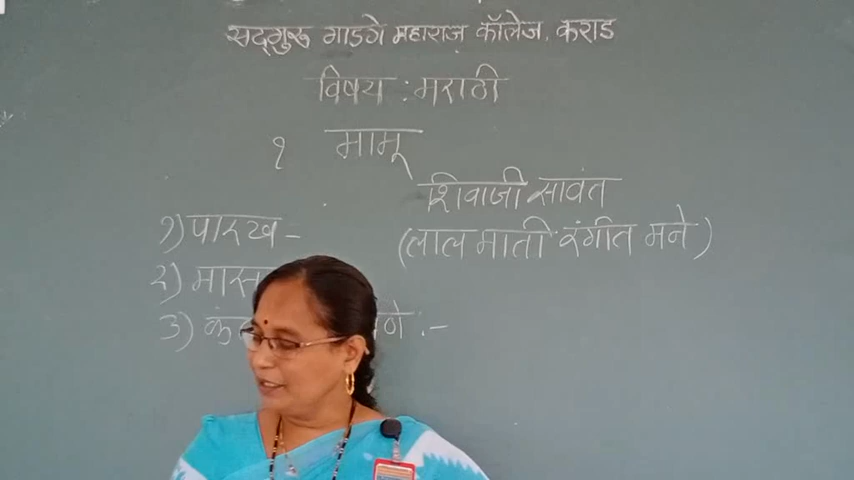 सद्गुरु गाडगे महाराज कॉलेज, कराड
विषय : मराठी
१ मामू
शिवाजी सावंत
(लाल माती रंगीत मने)
१) पारख -
२)
३)